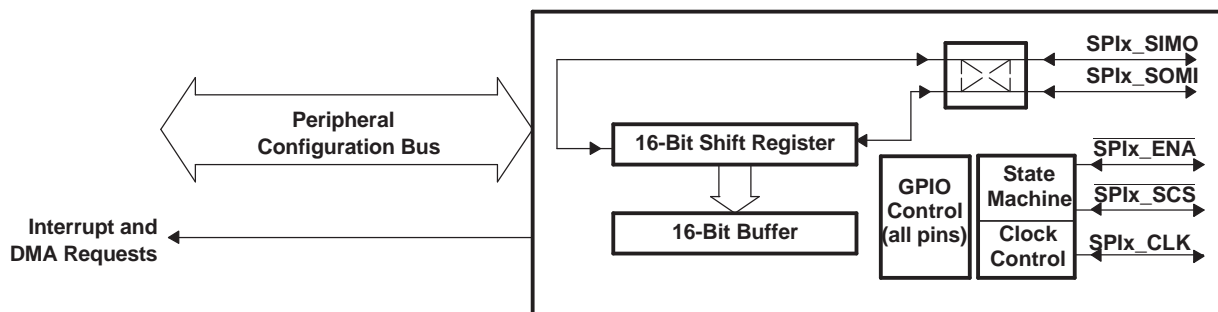 SPIx_SIMO
SPIx_SOMI
Peripheral
Configuration Bus
16-Bit Shift Register
16-Bit Buffer
GPIO
Control
(all pins)
State
Machine
Clock
Control
SPIx_ENA
SPIx_SCS
SPIx_CLK
Interrupt and
DMA Requests